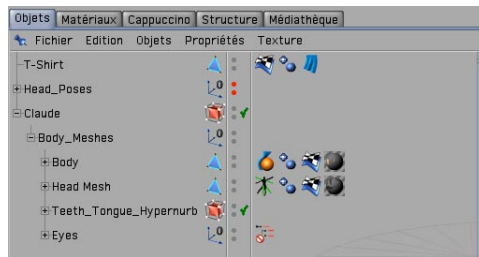 Objets Matériaux Cappuccino Structure Médiathèque
Fichier Edition Objets Propriétés Texture
T-Shirt
Head_Poses
Claude
Body_Meshes
Body
Head Mesh
Teeth_Tongue_Hypernurb
Eyes